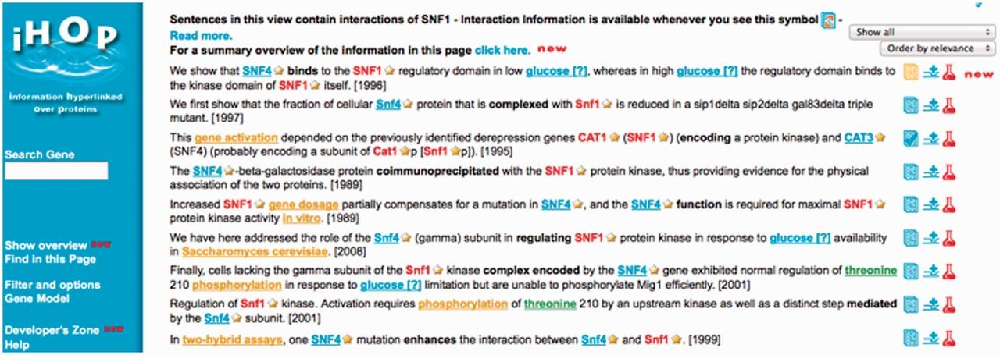 iHOP
information hyperlinked
over proteins
Search Gene
Show overview new
Find in this Page
Filter and options
Gene Model
Developer's Zone new
Help
Sentences in this view contain interactions of SNF1 - Interaction Information is available whenever you see this symbol -
Read more.
For a summary overview of the information in this page click here. new
Show all
Order by relevance
We show that SNF4 binds to the SNF1 regulatory domain in low glucose [?], whereas in high glucose [?] the regulatory domain binds to
the kinase domain of SNF1 itself. [1996]
new
We first show that the fraction of cellular Snf4 protein that is complexed with Snf1 is reduced in a sip1delta sip2delta gal83delta triple
mutant. [1997]
This gene activation depended on the previously identified derepression genes CAT1 (SNF1) (encoding a protein kinase) and CAT3
(SNF4) (probably encoding a subunit of Cat1 p [Snf1 p]). [1995]
The SNF4-beta-galactosidase protein coimmunoprecipitated with the SNF1 protein kinase, thus providing evidence for the physical
association of the two proteins. [1989]
Increased SNF1 gene dosage partially compensates for a mutation in SNF4, and the SNF4 function is required for maximal SNF1
protein kinase activity in vitro. [1989]
We have here addressed the role of the Snf4 (gamma) subunit in regulating SNF1 protein kinase in response to glucose [?] availability
in Saccharomyces cerevisiae. [2008]
Finally, cells lacking the gamma subunit of the Snf1 kinase complex encoded by the SNF4 gene exhibited normal regulation of threonine
210 phosphorylation in response to glucose [?] limitation but are unable to phosphorylate Mig1 efficiently. [2001]
Regulation of Snf1 kinase. Activation requires phosphorylation of threonine 210 by an upstream kinase as well as a distinct step mediated
by the Snf4 subunit. [2001]
In two-hybrid assays, one SNF4 mutation enhances the interaction between Snf4 and Snf1. [1999]